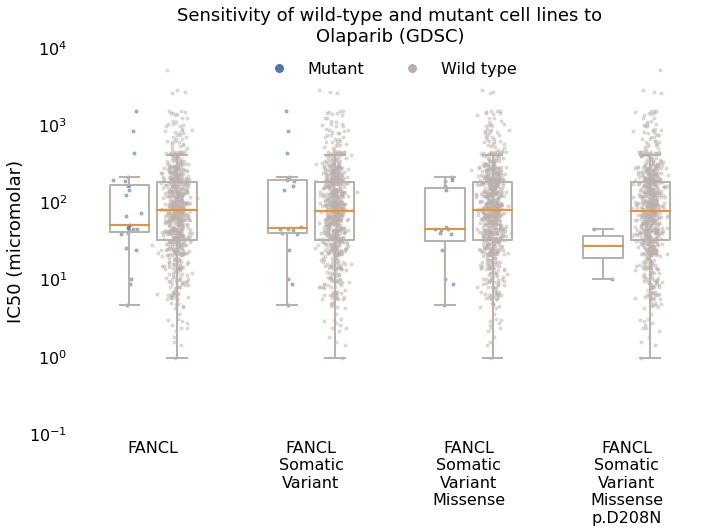 Sensitivity of wild-type and mutant cell lines to
Olaparib (GDSC)
Mutant
Wild type
IC50 (micromolar)
10⁴
10³
10²
10¹
10⁰
10⁻¹
FANCL
FANCL
Somatic
Variant
FANCL
Somatic
Variant
Missense
FANCL
Somatic
Variant
Missense
p.D208N